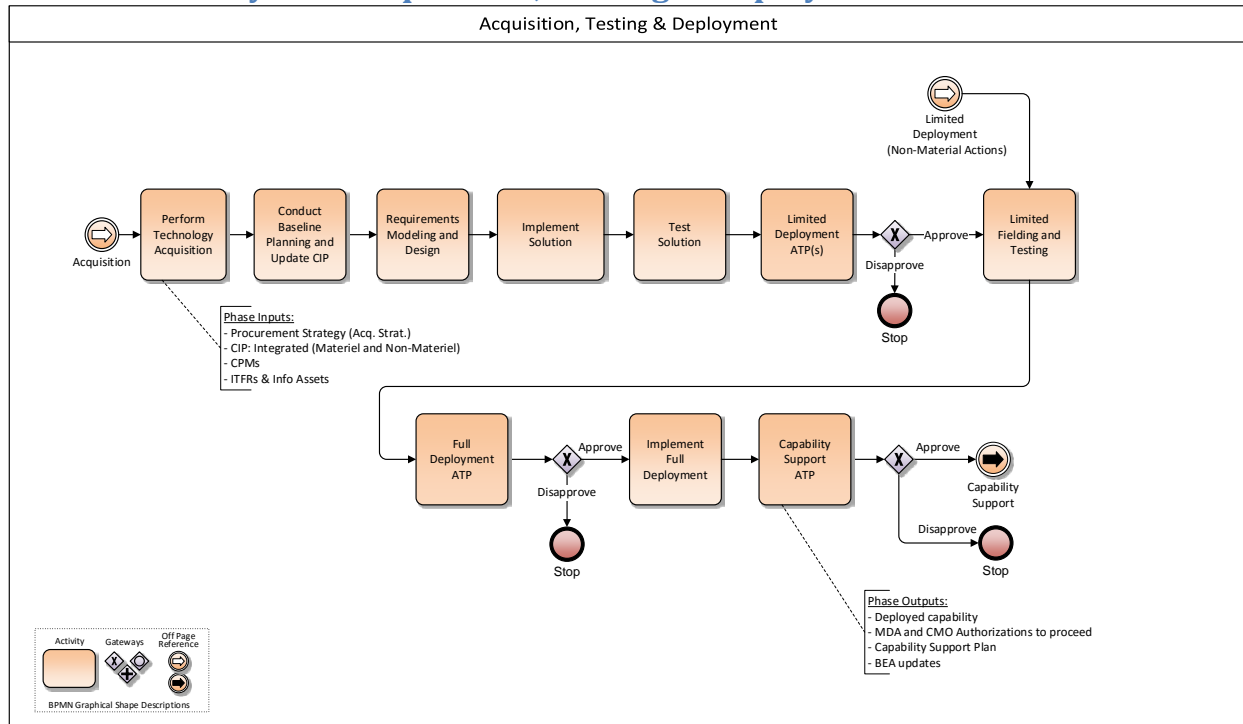 Acquisition, Testing & Deployment
Limited
Deployment
(Non-Material Actions)
Acquisition
Perform
Technology
Acquisition
Conduct
Baseline
Planning and
Update CIP
Requirements
Modeling and
Design
Implement
Solution
Test
Solution
Limited
Deployment
ATP(s)
X
Approve
Disapprove
Stop
Limited
Fielding and
Testing
Phase Inputs:
- Procurement Strategy (Acq. Strat.)
- CIP: Integrated (Materiel and Non-Materiel)
- CPMs
- ITFRs & Info Assets
Full
Deployment
ATP
X
Approve
Disapprove
Stop
Implement
Full
Deployment
Capability
Support
ATP
X
Approve
Capability
Support
Disapprove
Stop
Phase Outputs:
- Deployed capability
- MDA and CMO Authorizations to proceed
- Capability Support Plan
- BEA updates
Activity
Gateways
X
Off Page
Reference
BPMN Graphical Shape Descriptions